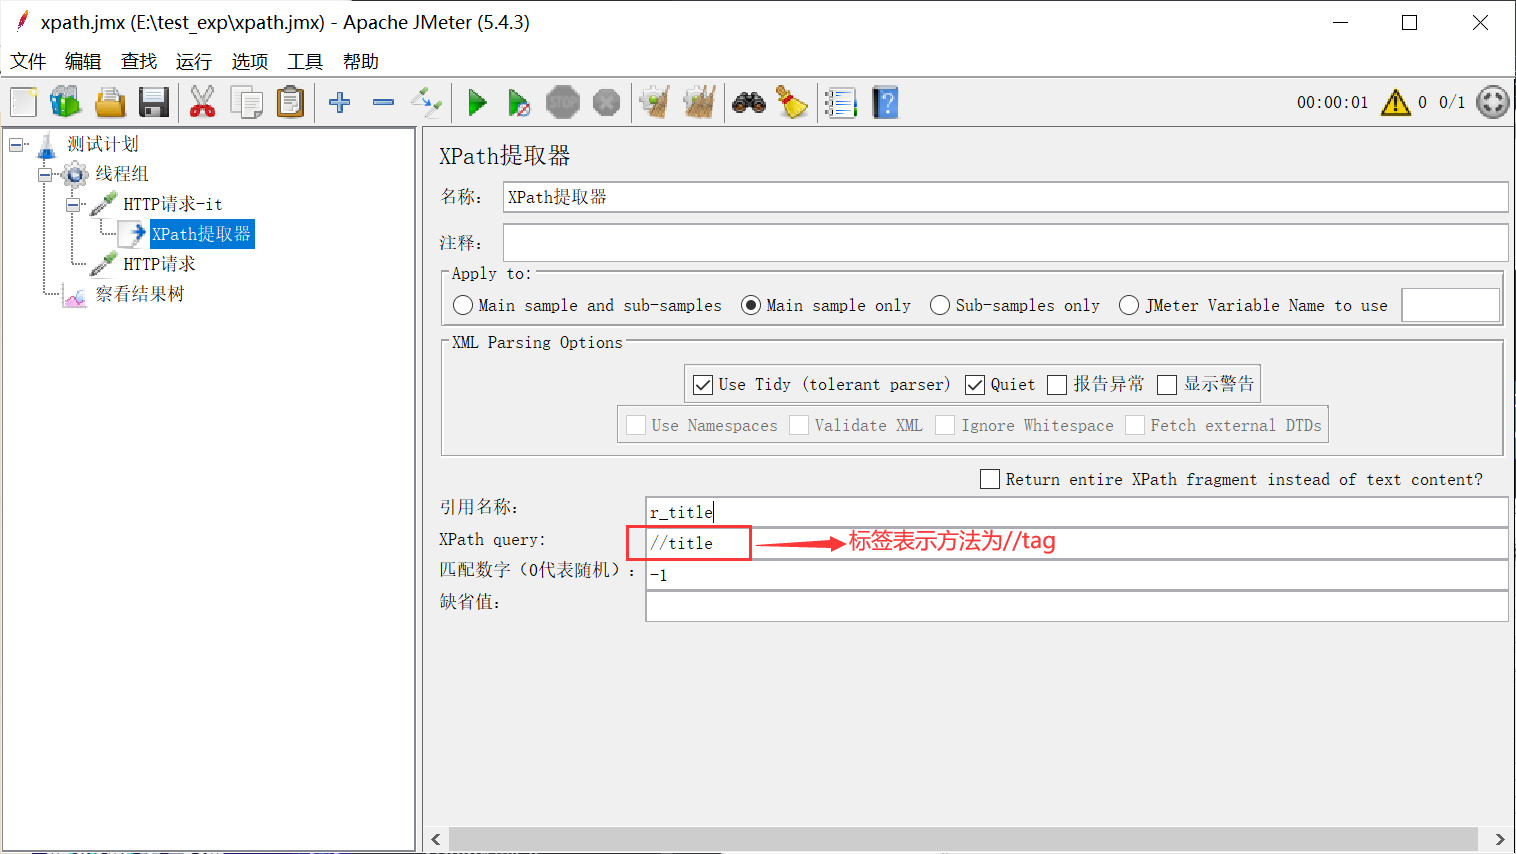 xpath.jmx (E:\test_exp\xpath.jmx) - Apache JMeter (5.4.3)
文件 编辑 查找 运行 选项 工具 帮助
STOP 00:00:01 0 0/1
测试计划
线程组
HTTP请求-it
XPath提取器
HTTP请求
察看结果树
XPath提取器
名称: XPath提取器
注释:
Apply to:
Main sample and sub-samples Main sample only Sub-samples only JMeter Variable Name to use
XML Parsing Options
Use Tidy (tolerant parser) Quiet 报告异常 显示警告
Use Namespaces Validate XML Ignore Whitespace Fetch external DTDs
Return entire XPath fragment instead of text content?
引用名称: r_title
XPath query: //title 标签表示方法为//tag
匹配数字（0代表随机）: -1
缺省值: